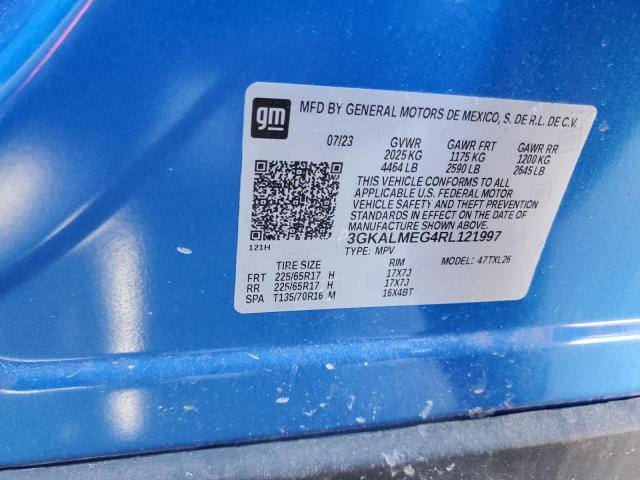 gm MFD BY GENERAL MOTORS DE MEXICO, S. DE R.L. DE C.V.
07/23 GVWR GAWR FRT GAWR RR
2025 KG 1175 KG 1200 KG
4464 LB 2590 LB 2645 LB
THIS VEHICLE CONFORMS TO ALL
APPLICABLE U.S. FEDERAL MOTOR
VEHICLE SAFETY AND THEFT PREVENTION
STANDARDS IN EFFECT ON THE DATE OF
MANUFACTURE SHOWN ABOVE.
3GKALMEG4RL121997
121H TYPE: MPV MODEL: 47TXL26
TIRE SIZE RIM
FRT 225/65R17 H 17X7J
RR 225/65R17 H 17X7J
SPA T135/70R16 M 16X4BT